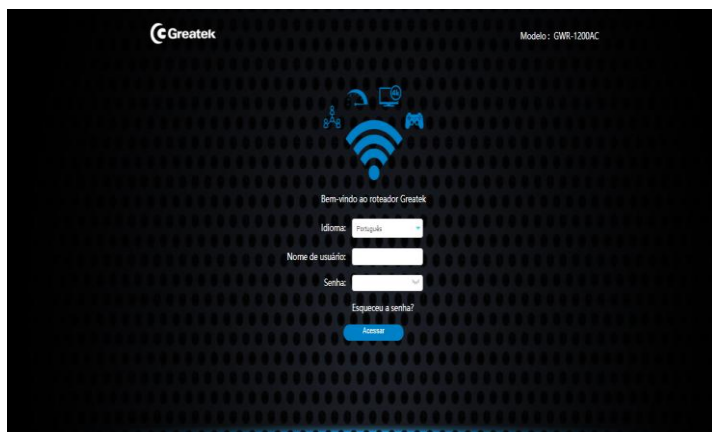 Greatek
Modelo : GWR-1200AC
Bem-vindo ao roteador Greatek
Idioma: Português
Nome de usuário:
Senha:
Esqueceu a senha?
Acessar